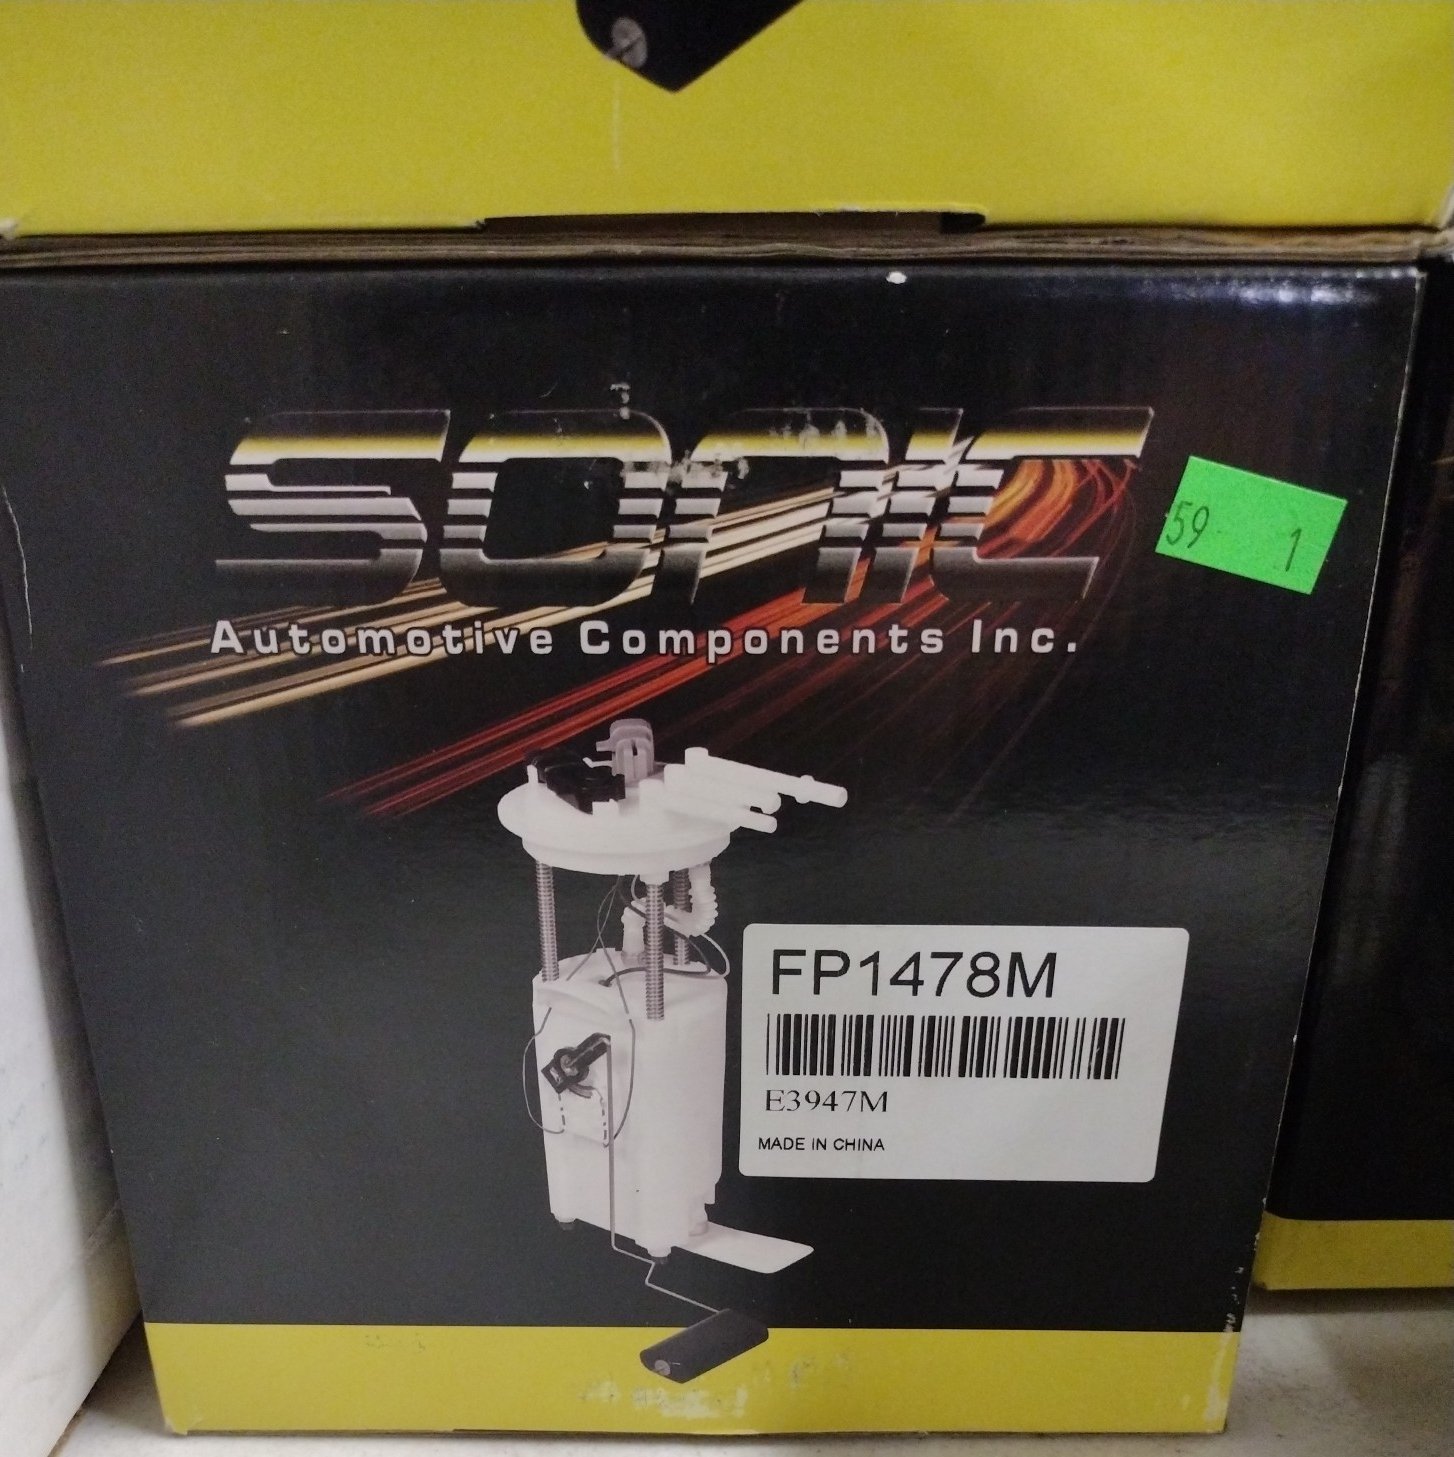 SONIC
59 1
Automotive Components Inc.
FP1478M
E3947M
MADE IN CHINA